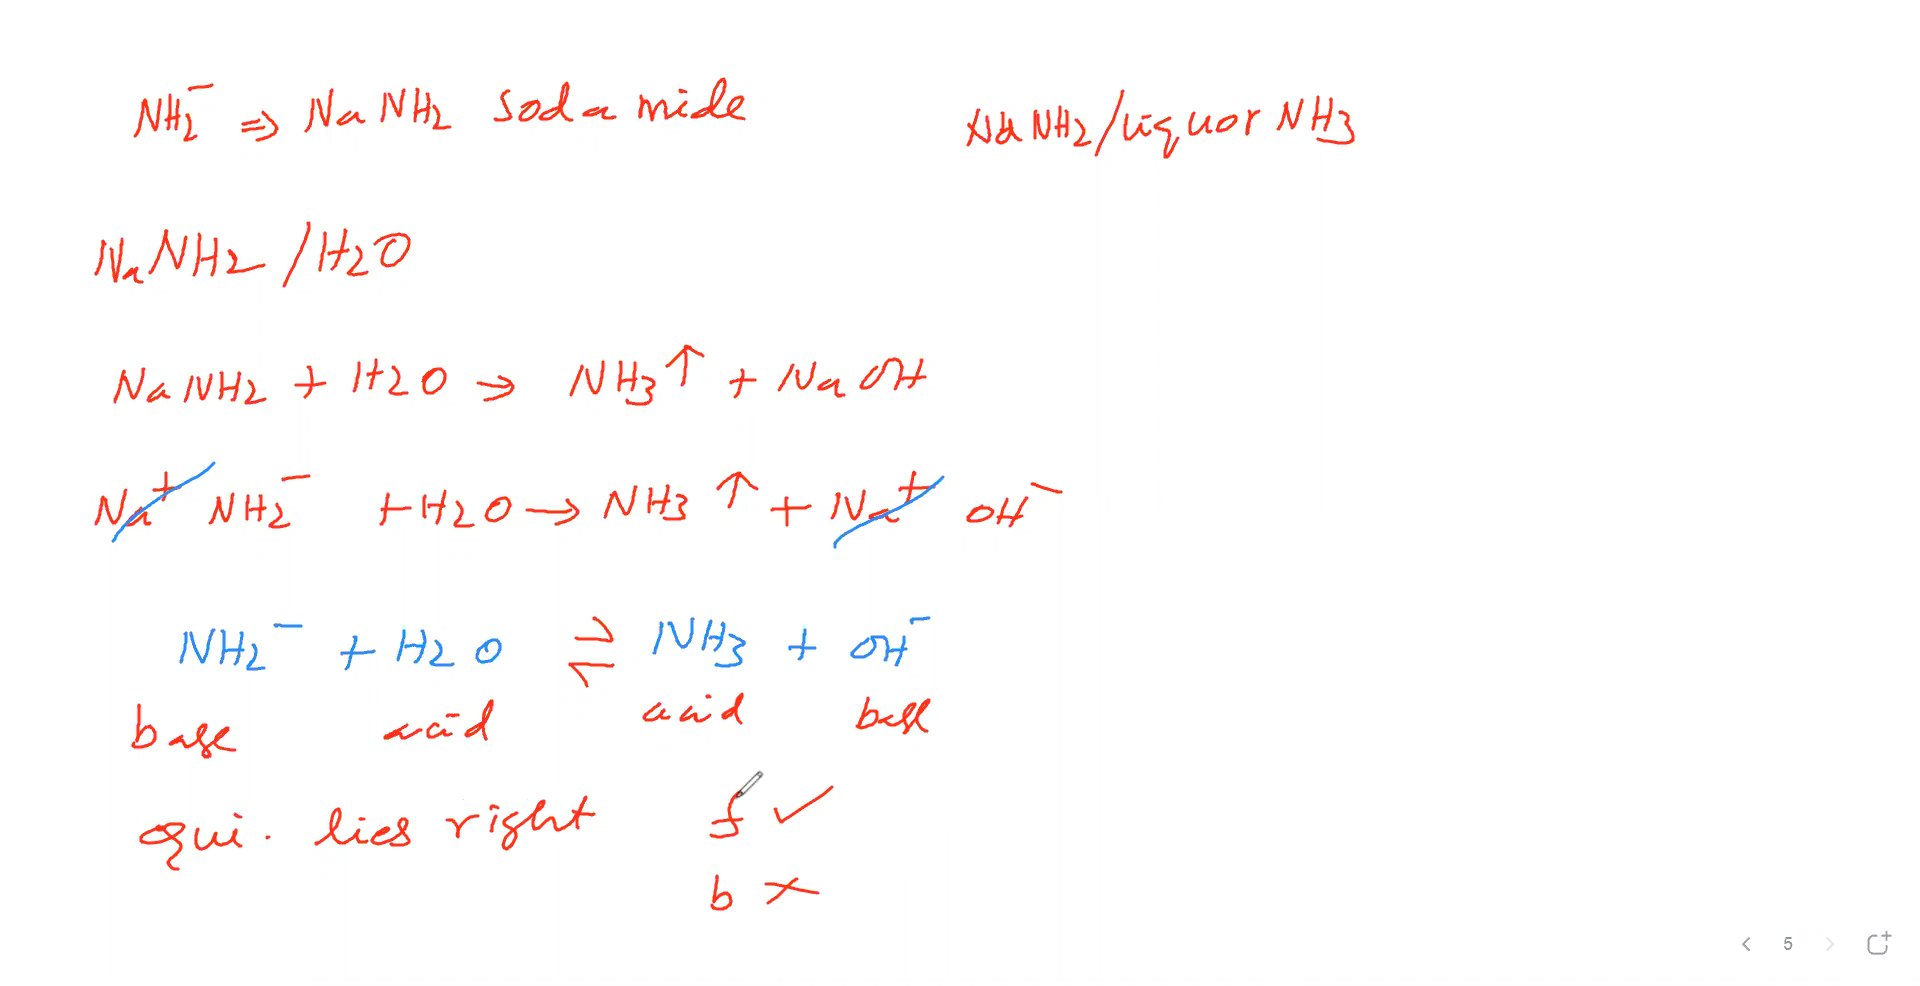 NH2⁻ ⇒ NaNH2 sodamide
NaNH2/liquor NH3
NaNH2/H2O
NaNH2 + H2O → NH3↑ + NaOH
Na⁺ NH2⁻ + H2O → NH3↑ + Na⁺ OH⁻
NH2⁻ + H2O ⇌ NH3 + OH⁻
base acid acid base
equi. lies right f ✓
b ×
5